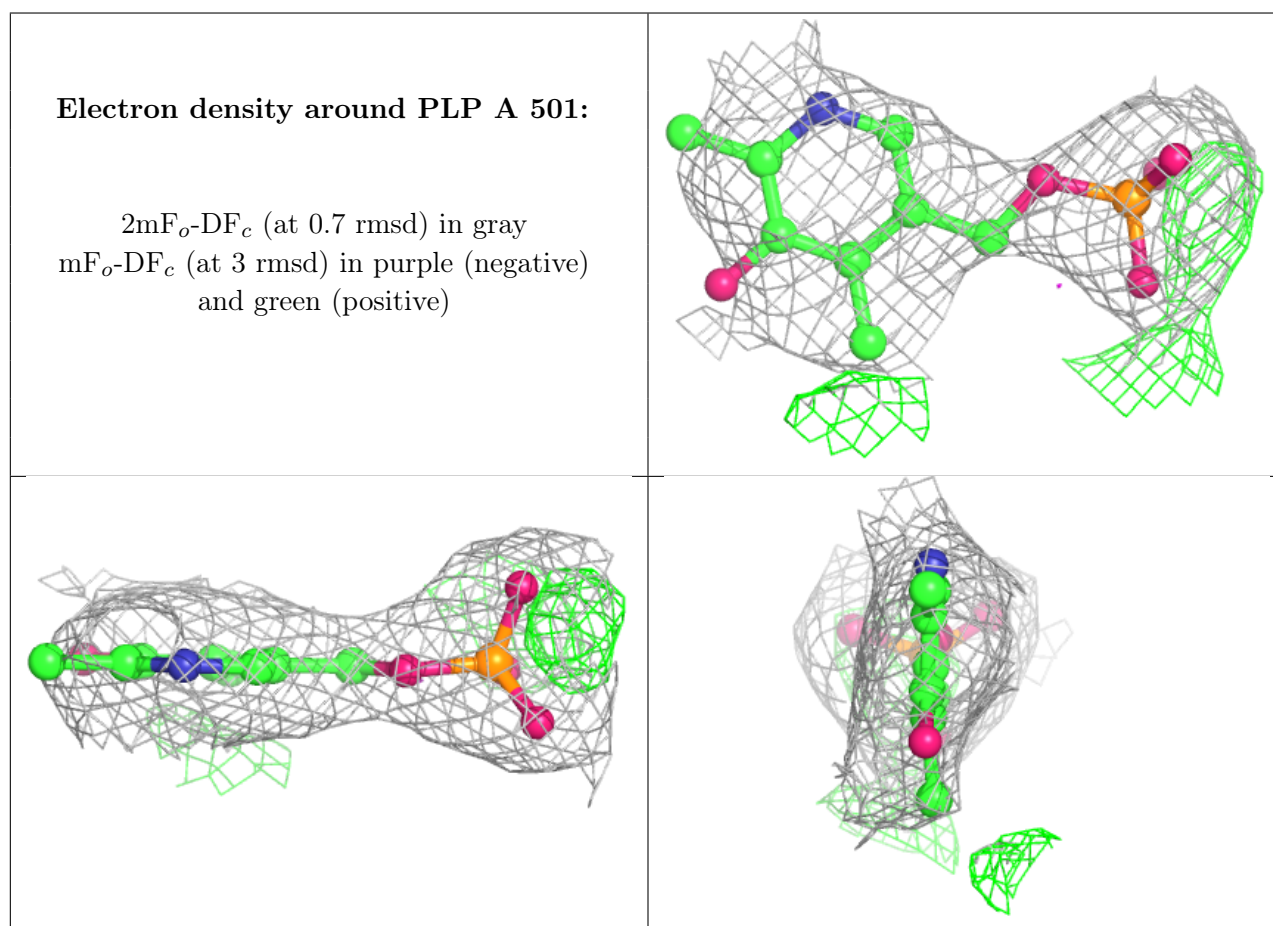 Electron density around PLP A 501:
2mFo-DFc (at 0.7 rmsd) in gray
mFo-DFc (at 3 rmsd) in purple (negative)
and green (positive)